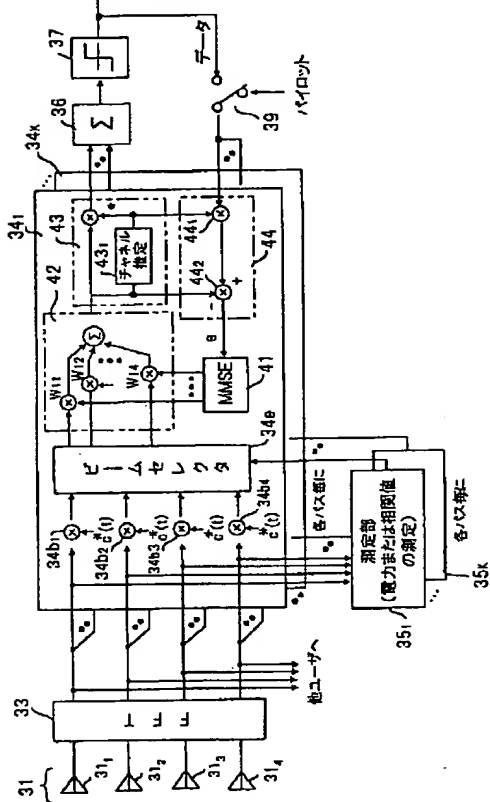 31
31₁
31₂
31₃
31₄
33
FFT
他ユーザへ
34₁
34ₖ
34b₁
34b₂
34b₃
34b₄
c*(t)
c*(t)
c*(t)
c*(t)
34e
ビームセレクタ
42
W₁₁
W₁₂
W₁₄
Σ
MMSE
41
e
43
43₁
チャネル推定
*
44
44₁
44₂
-
+
36
Σ
37
データ
39
パイロット
各パス毎に
測定部
(電力または相関値
の測定)
35₁
各パス毎に
35ₖ